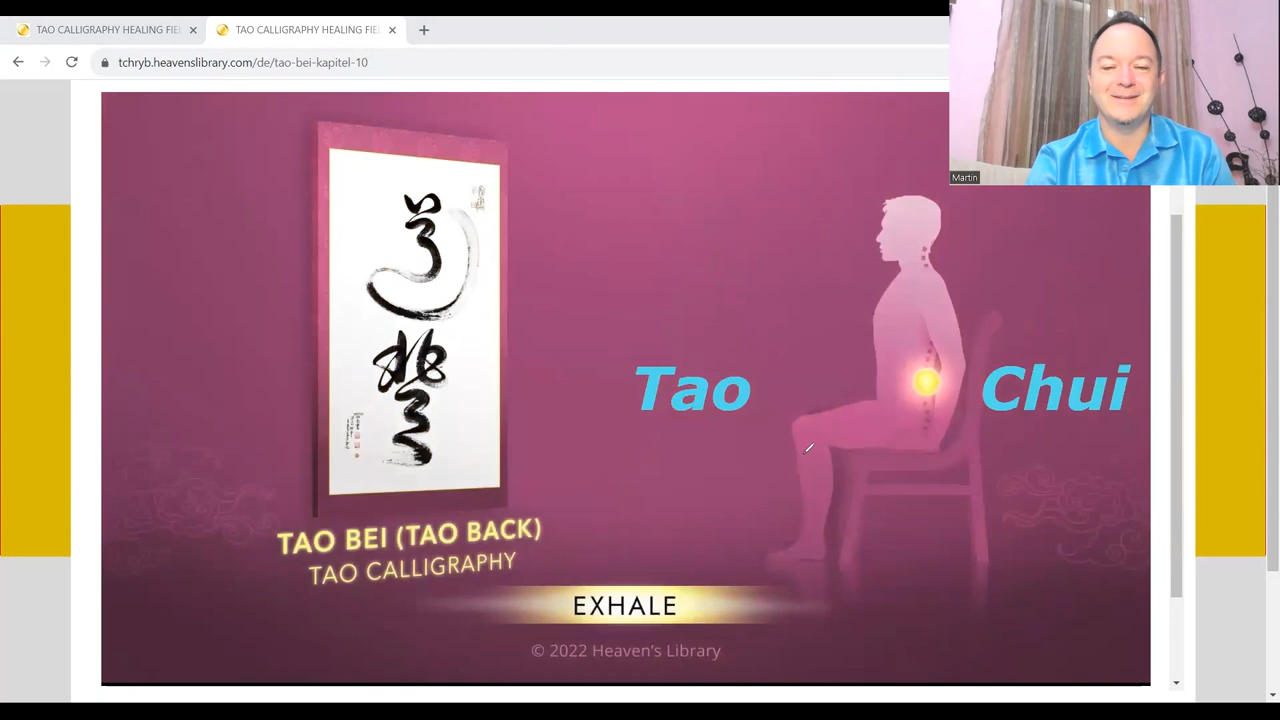 TAO CALLIGRAPHY HEALING FIE
TAO CALLIGRAPHY HEALING FIE
tchryb.heavenslibrary.com/de/tao-bei-kapitel-10
Martin
Tao Chui
TAO BEI (TAO BACK)
TAO CALLIGRAPHY
EXHALE
© 2022 Heaven's Library